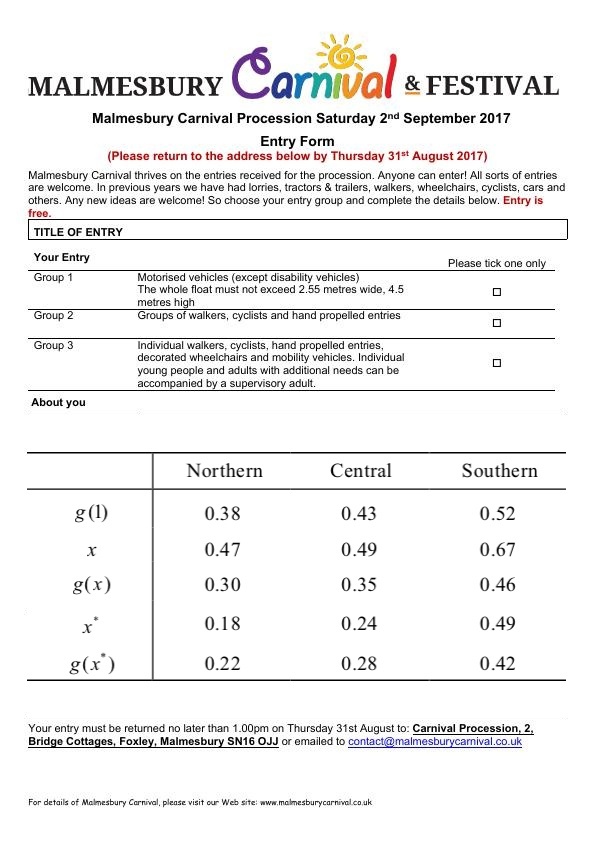 MALMESBURY Carnival & FESTIVAL
Malmesbury Carnival Procession Saturday 2nd September 2017
Entry Form
(Please return to the address below by Thursday 31st August 2017)
Malmesbury Carnival thrives on the entries received for the procession. Anyone can enter! All sorts of entries
are welcome. In previous years we have had lorries, tractors & trailers, walkers, wheelchairs, cyclists, cars and
others. Any new ideas are welcome! So choose your entry group and complete the details below. Entry is
free.
TITLE OF ENTRY
Your Entry
Please tick one only
Group 1 Motorised vehicles (except disability vehicles)
The whole float must not exceed 2.55 metres wide, 4.5
metres high
Group 2 Groups of walkers, cyclists and hand propelled entries
Group 3 Individual walkers, cyclists, hand propelled entries,
decorated wheelchairs and mobility vehicles. Individual
young people and adults with additional needs can be
accompanied by a supervisory adult.
About you
Northern Central Southern
g(l) 0.38 0.43 0.52
x 0.47 0.49 0.67
g(x) 0.30 0.35 0.46
x* 0.18 0.24 0.49
g(x*) 0.22 0.28 0.42
Your entry must be returned no later than 1.00pm on Thursday 31st August to: Carnival Procession, 2,
Bridge Cottages, Foxley, Malmesbury SN16 OJJ or emailed to contact@malmesburycarnival.co.uk
For details of Malmesbury Carnival, please visit our Web site: www.malmesburycarnival.co.uk